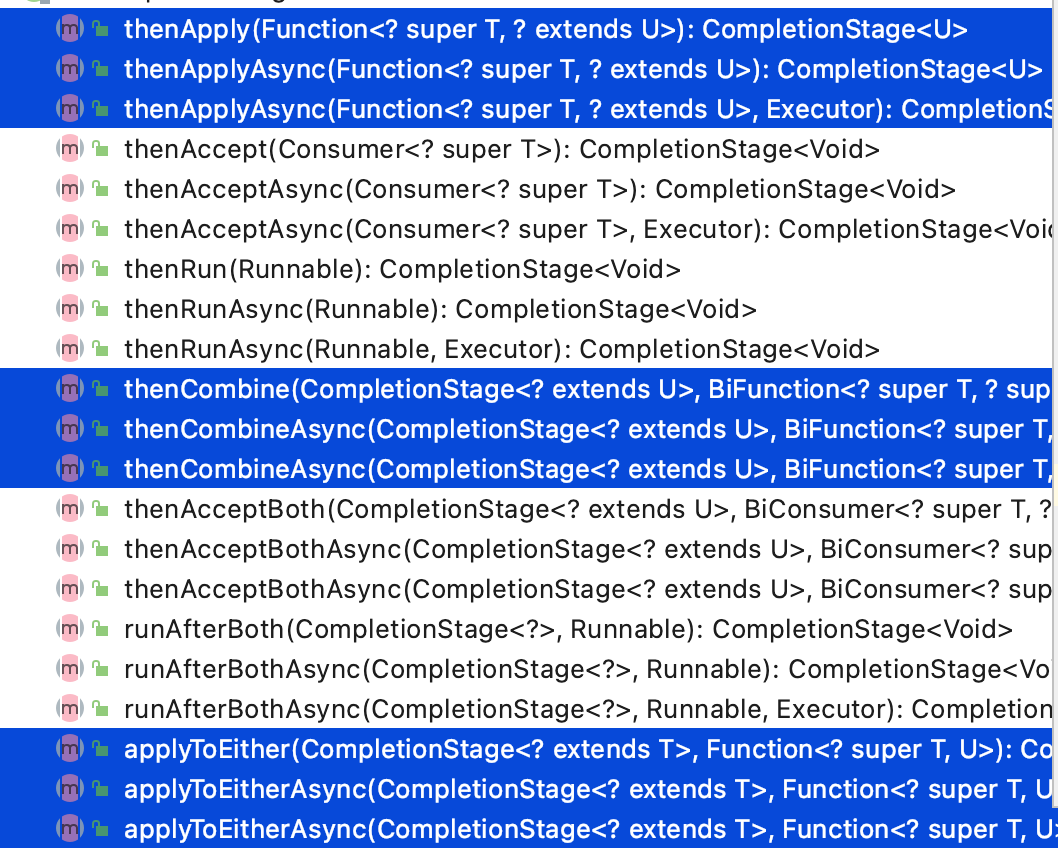 thenApply(Function<? super T, ? extends U>): CompletionStage<U>
thenApplyAsync(Function<? super T, ? extends U>): CompletionStage<U>
thenApplyAsync(Function<? super T, ? extends U>, Executor): CompletionS
thenAccept(Consumer<? super T>): CompletionStage<Void>
thenAcceptAsync(Consumer<? super T>): CompletionStage<Void>
thenAcceptAsync(Consumer<? super T>, Executor): CompletionStage<Voic
thenRun(Runnable): CompletionStage<Void>
thenRunAsync(Runnable): CompletionStage<Void>
thenRunAsync(Runnable, Executor): CompletionStage<Void>
thenCombine(CompletionStage<? extends U>, BiFunction<? super T, ? sup
thenCombineAsync(CompletionStage<? extends U>, BiFunction<? super T,
thenCombineAsync(CompletionStage<? extends U>, BiFunction<? super T,
thenAcceptBoth(CompletionStage<? extends U>, BiConsumer<? super T, ?
thenAcceptBothAsync(CompletionStage<? extends U>, BiConsumer<? sup
thenAcceptBothAsync(CompletionStage<? extends U>, BiConsumer<? sup
runAfterBoth(CompletionStage<?>, Runnable): CompletionStage<Void>
runAfterBothAsync(CompletionStage<?>, Runnable): CompletionStage<Vo
runAfterBothAsync(CompletionStage<?>, Runnable, Executor): Completion
applyToEither(CompletionStage<? extends T>, Function<? super T, U>): Co
applyToEitherAsync(CompletionStage<? extends T>, Function<? super T, U
applyToEitherAsync(CompletionStage<? extends T>, Function<? super T, U>